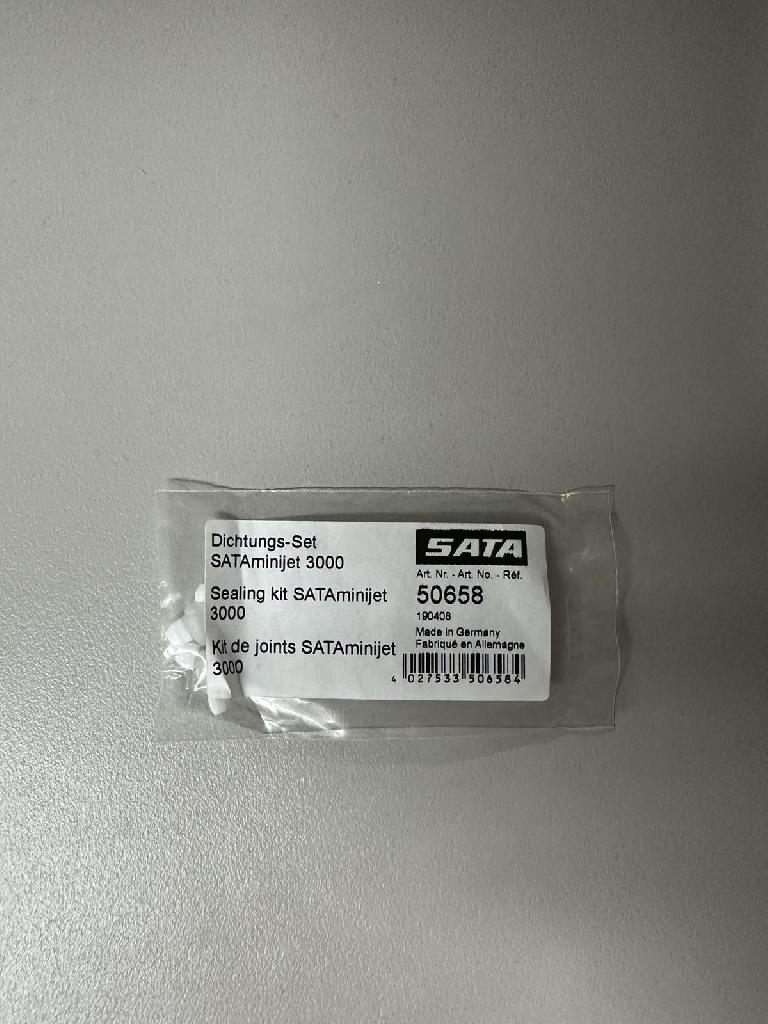 Dichtungs-Set
SATAminijet 3000
Sealing kit SATAminijet
3000
Kit de joints SATAminijet
3000
SATA
Art. Nr. - Art. No. - Réf.
50658
190408
Made in Germany
Fabriqué en Allemagne
4 027533 506584